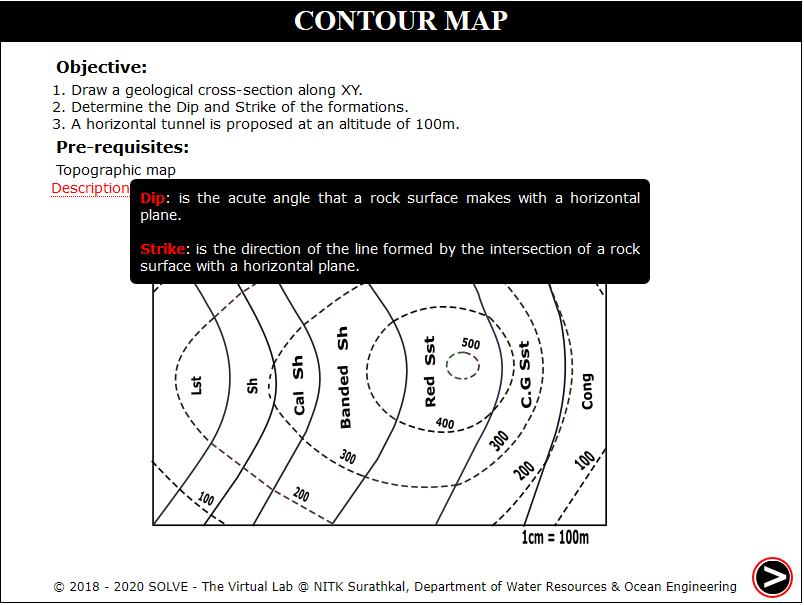 CONTOUR MAP
Objective:
1. Draw a geological cross-section along XY.
2. Determine the Dip and Strike of the formations.
3. A horizontal tunnel is proposed at an altitude of 100m.
Pre-requisites:
Topographic map
Description
Dip: is the acute angle that a rock surface makes with a horizontal
plane.
Strike: is the direction of the line formed by the intersection of a rock
surface with a horizontal plane.
Lst
Sh
Cal Sh
Banded Sh
Red Sst
500
C.G Sst
Cong
400
300
300
200
100
100
200
1cm = 100m
© 2018 - 2020 SOLVE - The Virtual Lab @ NITK Surathkal, Department of Water Resources & Ocean Engineering